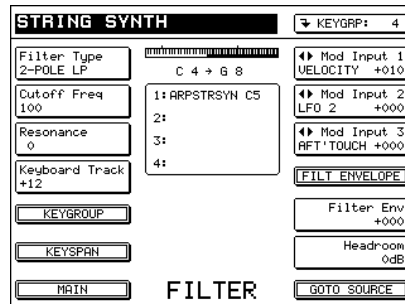 STRING SYNTH
KEYGRP: 4
Filter Type
2-POLE LP
C 4 → G 8
Mod Input 1
VELOCITY +010
Cutoff Freq
100
1: ARPSTRSYN C5
2:
3:
4:
Mod Input 2
LFO 2 +000
Resonance
0
Mod Input 3
AFT'TOUCH +000
Keyboard Track
+12
FILT ENVELOPE
KEYGROUP
Filter Env
+000
KEYSPAN
Headroom
0dB
MAIN
FILTER
GOTO SOURCE